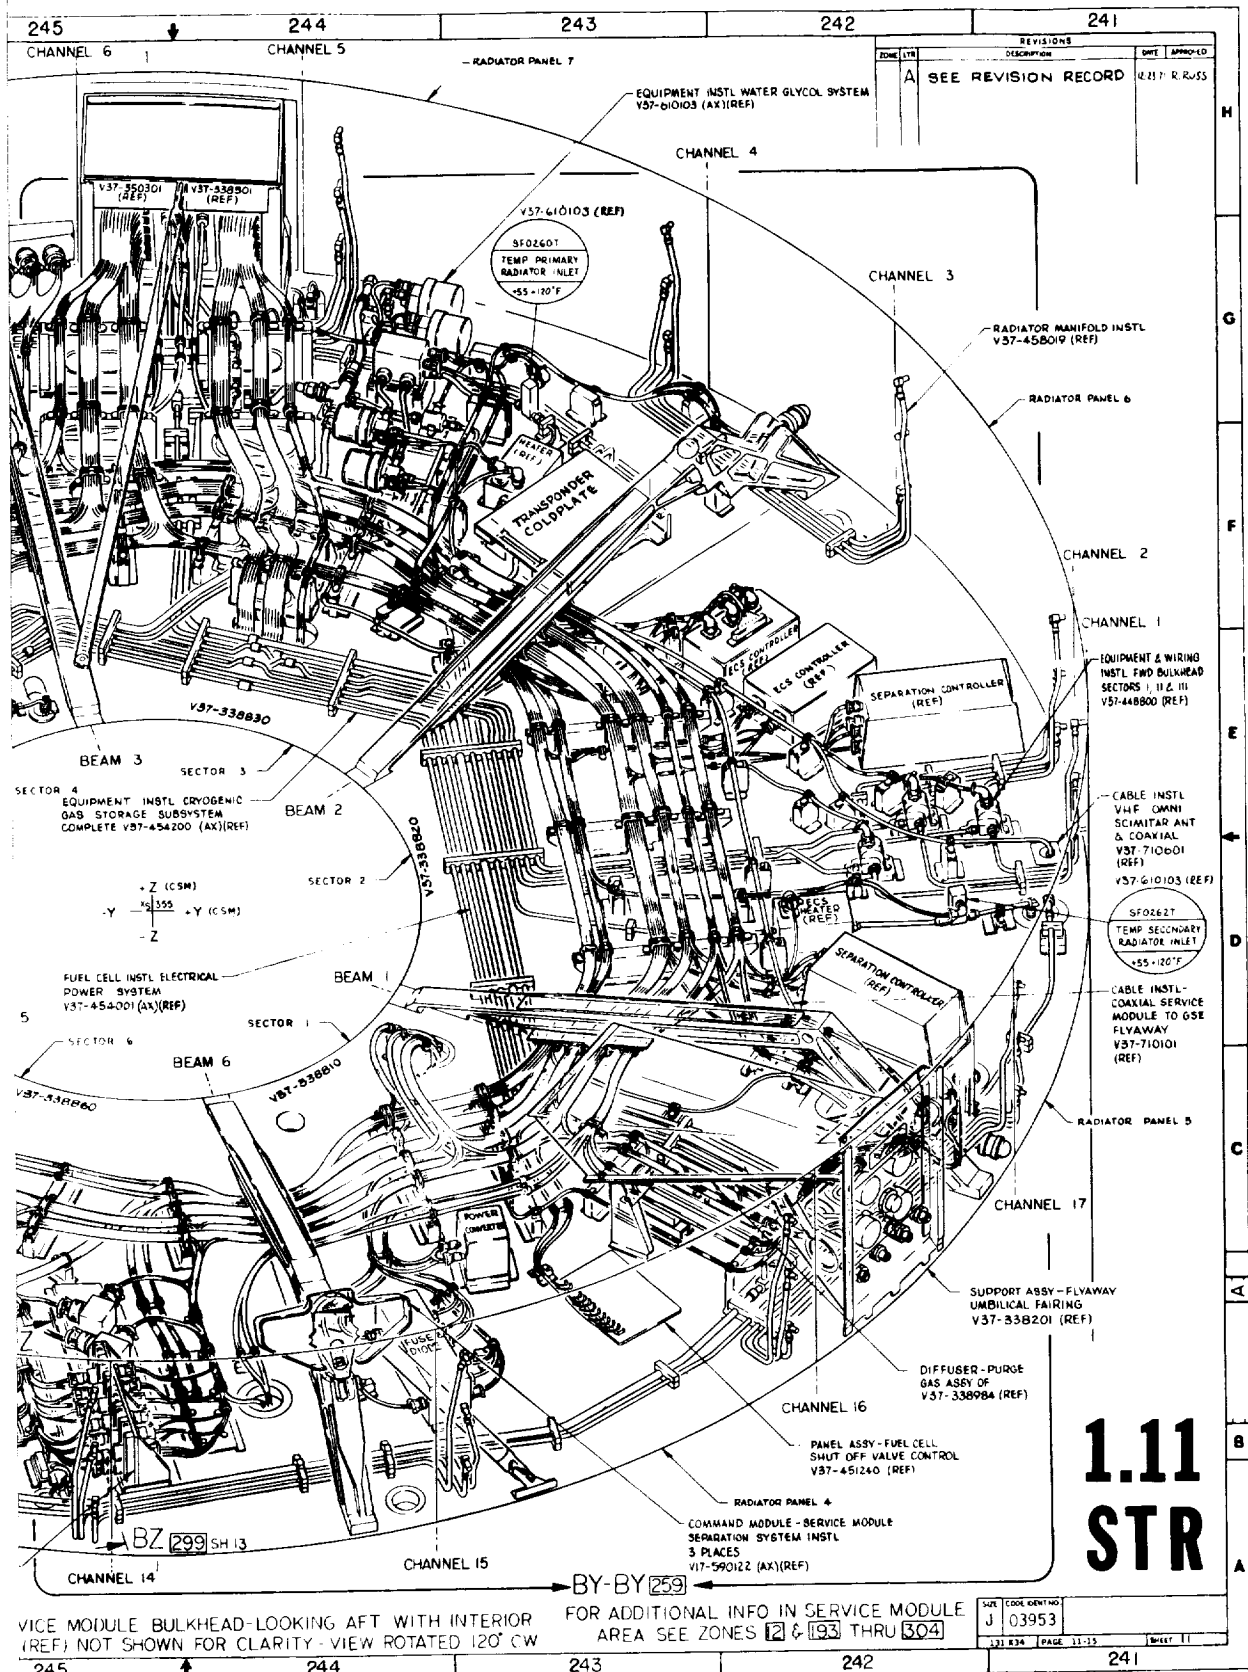 245 244 243 242 241
CHANNEL 6
CHANNEL 5
RADIATOR PANEL 7
REVISIONS
ZONE LTR DESCRIPTION DATE APPROVED
A SEE REVISION RECORD R. RUSS
H
EQUIPMENT INSTL WATER GLYCOL SYSTEM
V37-610103 (AX)(REF)
CHANNEL 4
V37-350301
(REF)
V37-338301
(REF)
V37-610103 (REF)
SF0260T
TEMP PRIMARY
RADIATOR INLET
+55 +120°F
CHANNEL 3
G
RADIATOR MANIFOLD INSTL
V37-458019 (REF)
RADIATOR PANEL 6
HEATER
(REF)
TRANSPONDER
COLDPLATE
F
CHANNEL 2
CHANNEL 1
ECS CONTROLLER
(REF)
ECS CONTROLLER
(REF)
SEPARATION CONTROLLER
(REF)
EQUIPMENT & WIRING
INSTL FWD BULKHEAD
SECTORS I, II & III
V37-448800 (REF)
E
V37-338830
BEAM 3
SECTOR 3
SECTOR 4
EQUIPMENT INSTL CRYOGENIC
GAS STORAGE SUBSYSTEM
COMPLETE V37-454200 (AX)(REF)
BEAM 2
V37-338820
SECTOR 2
CABLE INSTL
VHF OMNI
SCIMITAR ANT
& COAXIAL
V37-710601
(REF)
V37-610103 (REF)
SF0262T
TEMP SECONDARY
RADIATOR INLET
+55 +120°F
+Z (CSM)
-Y XS 355 +Y (CSM)
-Z
ECS
HEATER
(REF)
D
SEPARATION CONTROLLER
(REF)
FUEL CELL INSTL ELECTRICAL
POWER SYSTEM
V37-454001 (AX)(REF)
BEAM 1
CABLE INSTL-
COAXIAL SERVICE
MODULE TO GSE
FLYAWAY
V37-710101
(REF)
5
SECTOR 1
SECTOR 6
BEAM 6
V37-338810
V37-338860
RADIATOR PANEL 5
C
CHANNEL 17
POWER
CONVERTER
SUPPORT ASSY-FLYAWAY
UMBILICAL FAIRING
V37-338201 (REF)
A
FUSE
DIODE
DIFFUSER-PURGE
GAS ASSY OF
V37-338984 (REF)
CHANNEL 16
PANEL ASSY-FUEL CELL
SHUT OFF VALVE CONTROL
V37-451240 (REF)
B
1.11
STR
RADIATOR PANEL 4
COMMAND MODULE-SERVICE MODULE
SEPARATION SYSTEM INSTL
3 PLACES
V17-590122 (AX)(REF)
BZ 299 SH 13
CHANNEL 14
CHANNEL 15
A
BY-BY 259
VICE MODULE BULKHEAD-LOOKING AFT WITH INTERIOR
(REF) NOT SHOWN FOR CLARITY-VIEW ROTATED 120° CW
FOR ADDITIONAL INFO IN SERVICE MODULE
AREA SEE ZONES 12 & 193 THRU 304
SIZE CODE IDENT NO.
J 03953
PAGE 11-15 SHEET 11
245 244 243 242 241